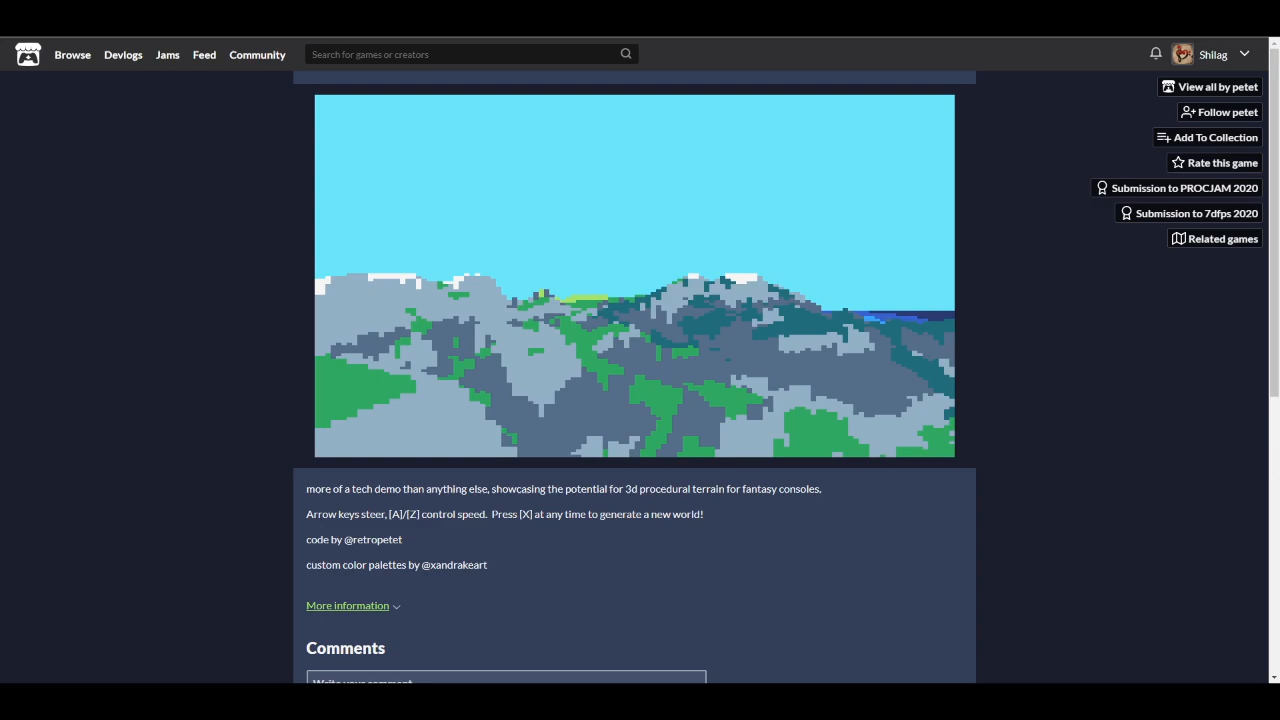 Browse Devlogs Jams Feed Community Search for games or creators Shilag
View all by petet
Follow petet
Add To Collection
Rate this game
Submission to PROCJAM 2020
Submission to 7dfps 2020
Related games
more of a tech demo than anything else, showcasing the potential for 3d procedural terrain for fantasy consoles.
Arrow keys steer, [A]/[Z] control speed. Press [X] at any time to generate a new world!
code by @retropetet
custom color palettes by @xandrakeart
More information
Comments
Write your comment